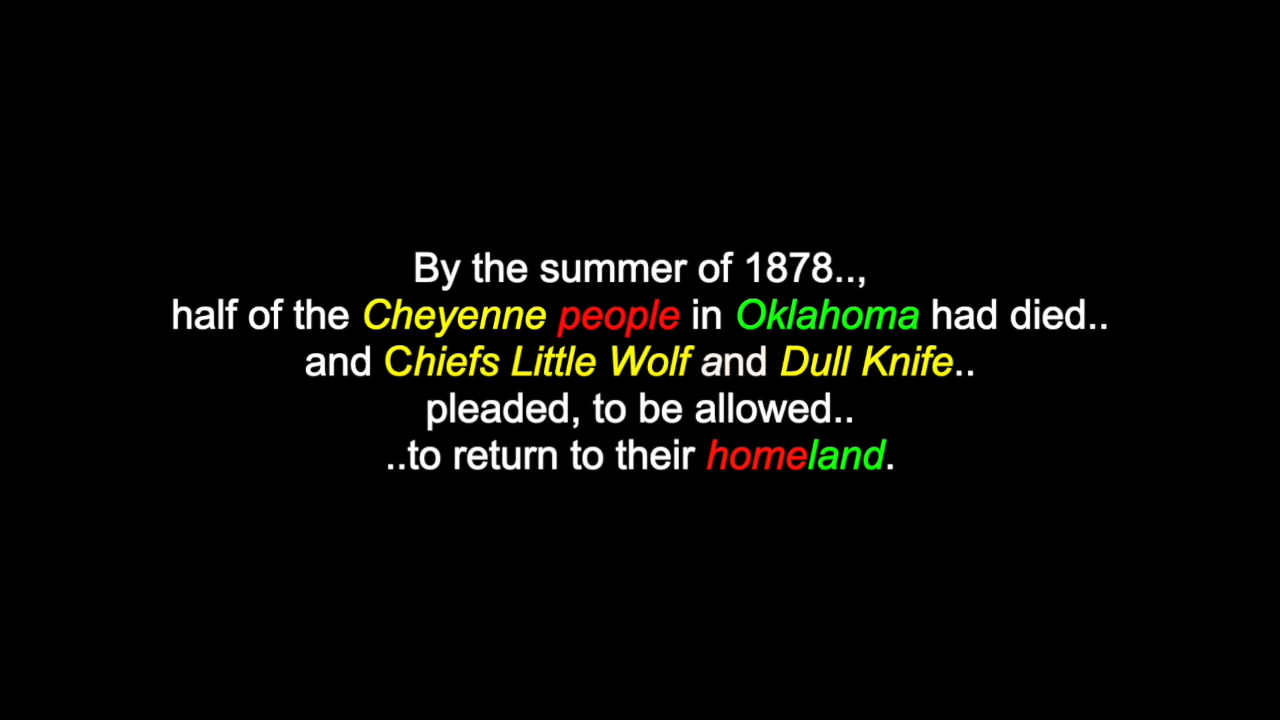 By the summer of 1878..,
half of the Cheyenne people in Oklahoma had died..
and Chiefs Little Wolf and Dull Knife..
pleaded, to be allowed..
..to return to their homeland.